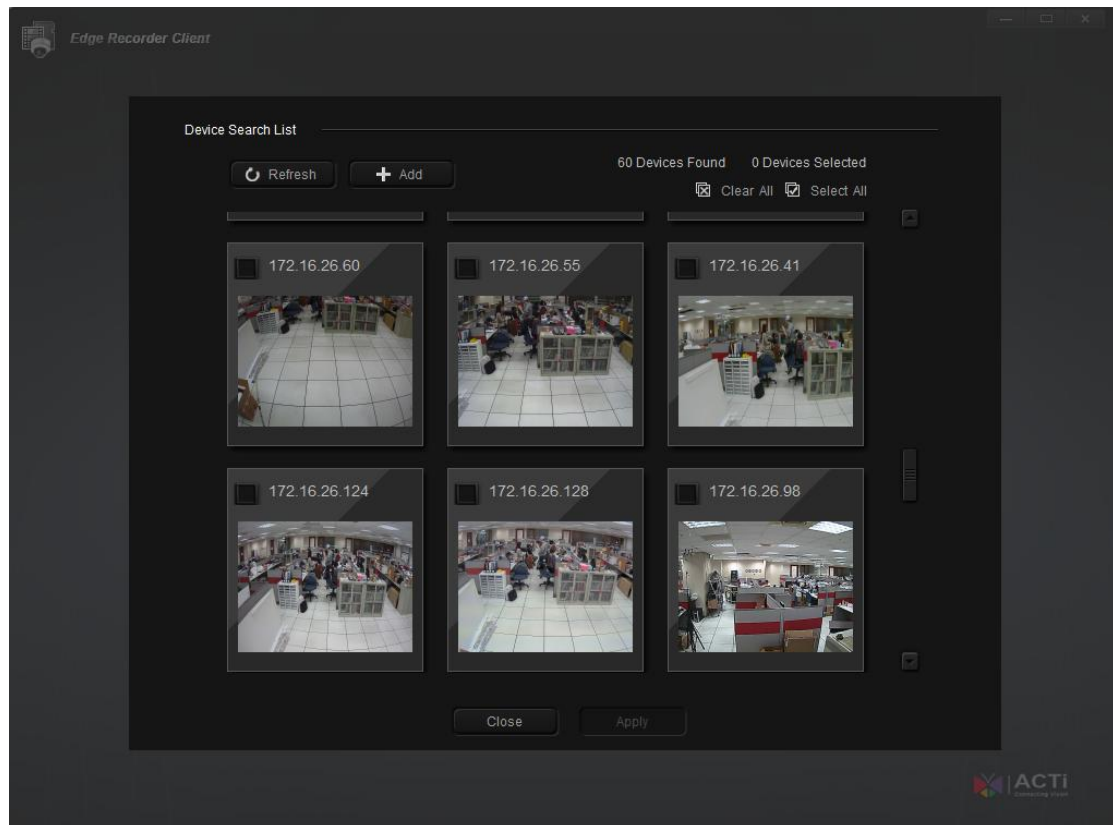 Edge Recorder Client
Device Search List
Refresh
Add
60 Devices Found 0 Devices Selected
Clear All Select All
172.16.26.60 172.16.26.55 172.16.26.41
172.16.26.124 172.16.26.128 172.16.26.98
Close Apply
ACTi
Connecting Vision